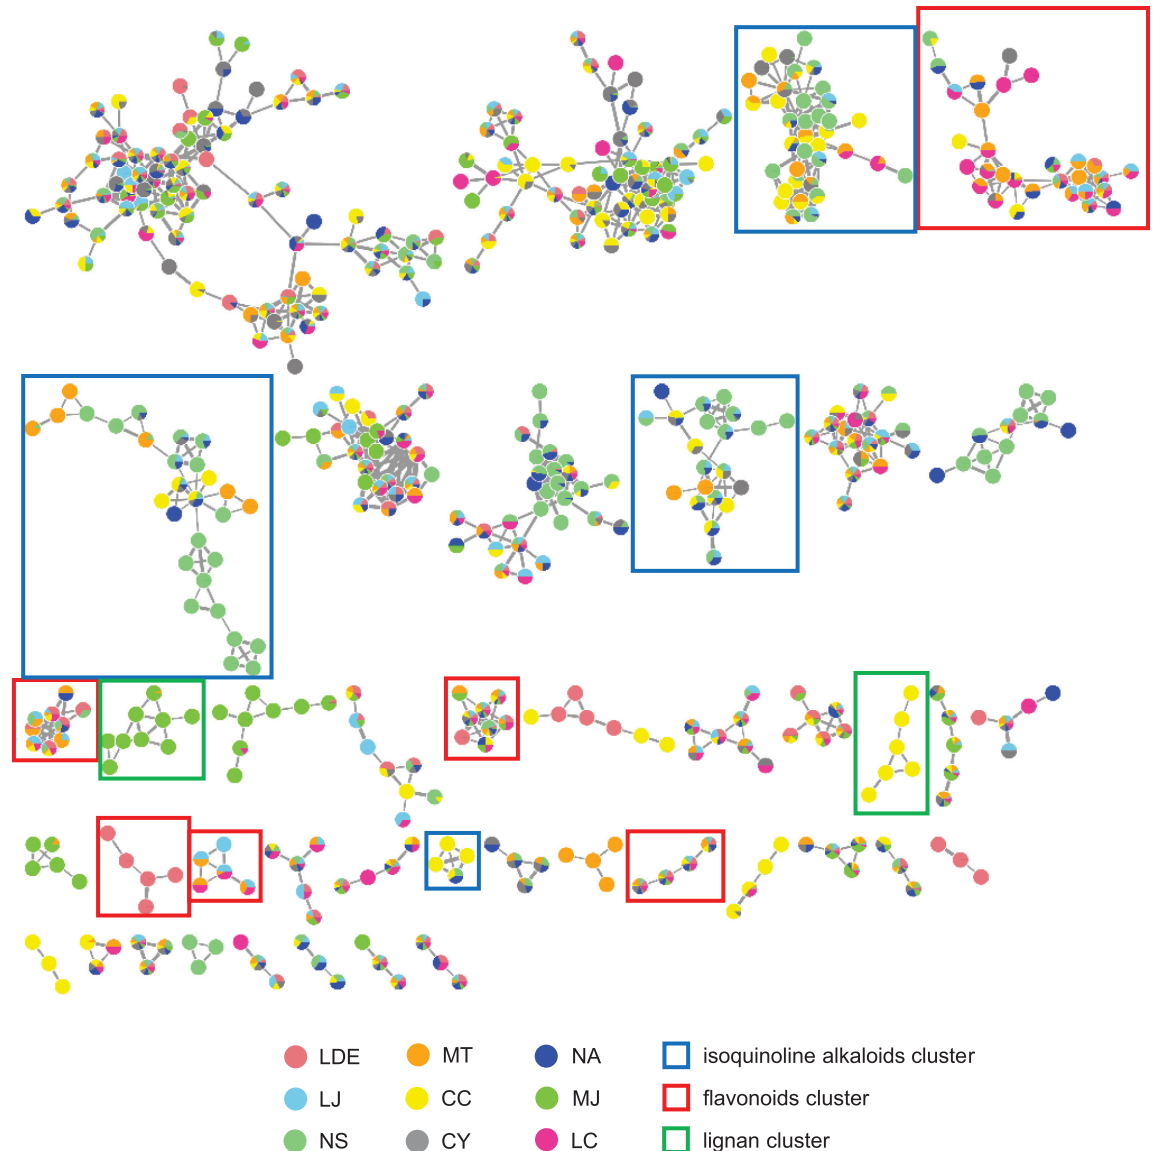 LDE MT NA isoquinoline alkaloids cluster
LJ CC MJ flavonoids cluster
NS CY LC lignan cluster